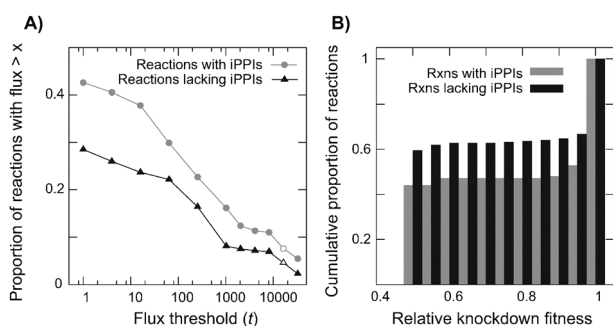 A)
B)
Proportion of reactions with flux > x
0.4
0.2
0
Reactions with iPPIs
Reactions lacking iPPIs
1
10
100
1000
10000
Flux threshold (t)
Cumulative proportion of reactions
1
0.6
0.2
Rxns with iPPIs
Rxns lacking iPPIs
0.4
0.6
0.8
1
Relative knockdown fitness